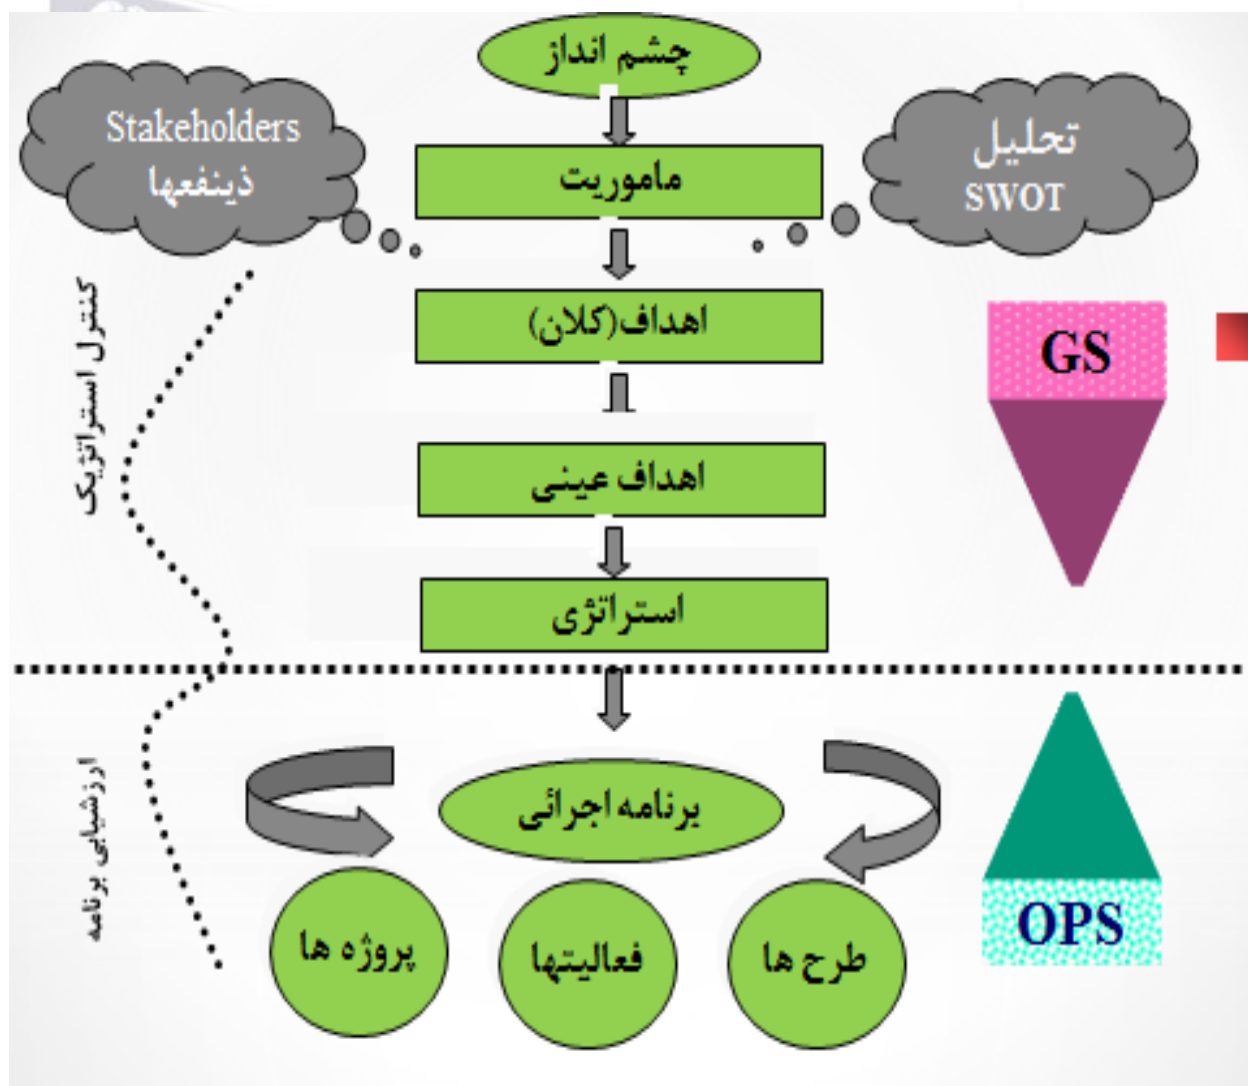 چشم انداز
Stakeholders
ذینفعها
تحلیل
SWOT
ماموریت
اهداف(کلان)
GS
کنترل استراتژیک
اهداف عینی
استراتژی
برنامه اجرائی
ارزشیابی برنامه
OPS
طرح ها
فعالیتها
پروژه ها